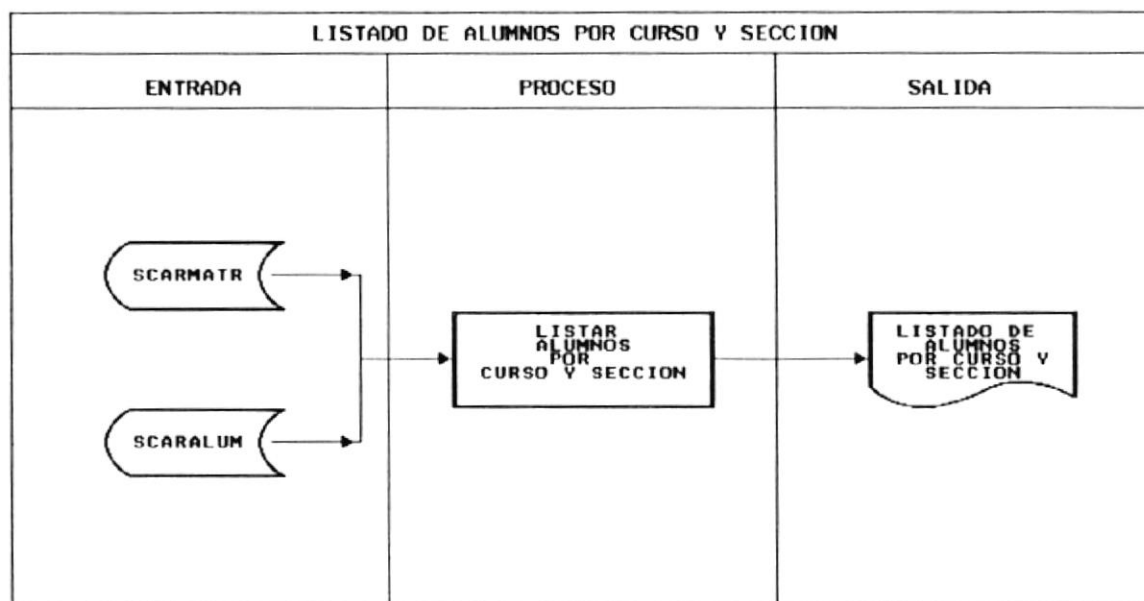 LISTADO DE ALUMNOS POR CURSO Y SECCION
ENTRADA
PROCESO
SALIDA
SCARMATR
SCARALUM
LISTAR
ALUMNOS
POR
CURSO Y SECCION
LISTADO DE
ALUMNOS
POR CURSO Y
SECCION